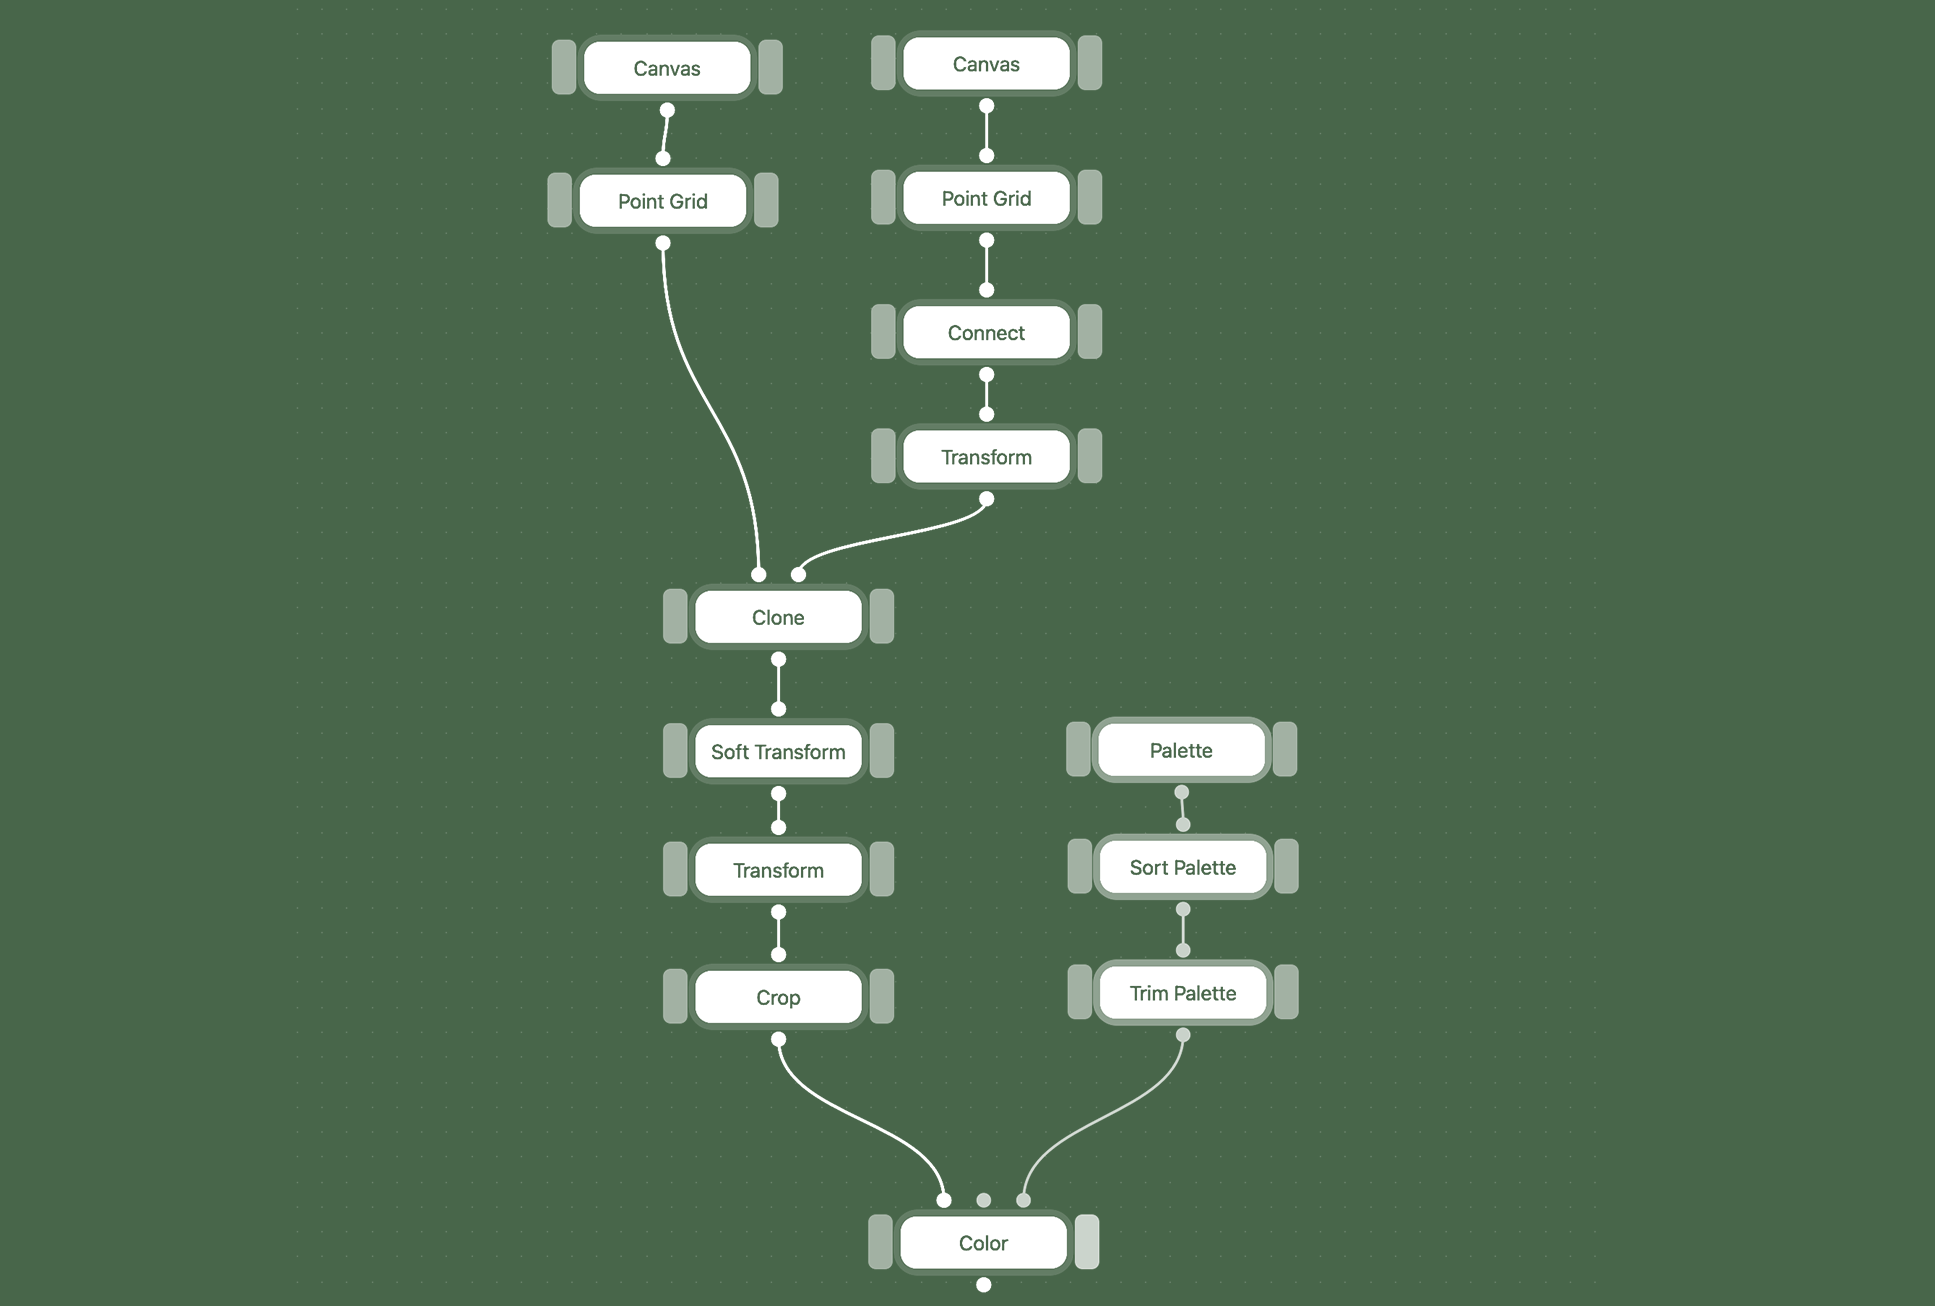 Canvas
Canvas
Point Grid
Point Grid
Connect
Transform
Clone
Soft Transform
Palette
Transform
Sort Palette
Crop
Trim Palette
Color